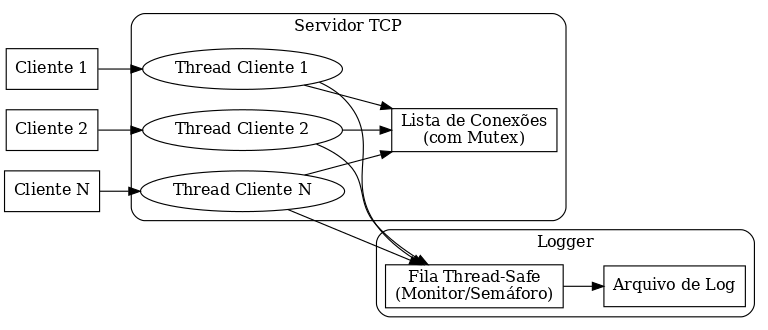 Servidor TCP
Cliente 1
Thread Cliente 1
Cliente 2
Thread Cliente 2
Lista de Conexões
(com Mutex)
Cliente N
Thread Cliente N
Logger
Fila Thread-Safe
(Monitor/Semáforo)
Arquivo de Log